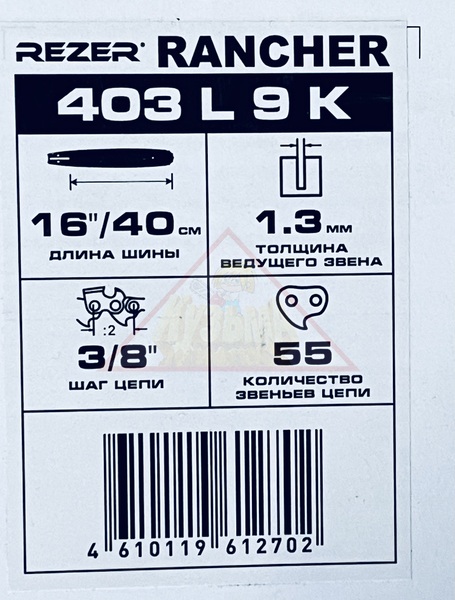 REZER RANCHER
403 L 9 K
16"/40 см
ДЛИНА ШИНЫ
1.3 мм
ТОЛЩИНА
ВЕДУЩЕГО ЗВЕНА
:2
3/8"
ШАГ ЦЕПИ
55
КОЛИЧЕСТВО
ЗВЕНЬЕВ ЦЕПИ
4 610119 612702